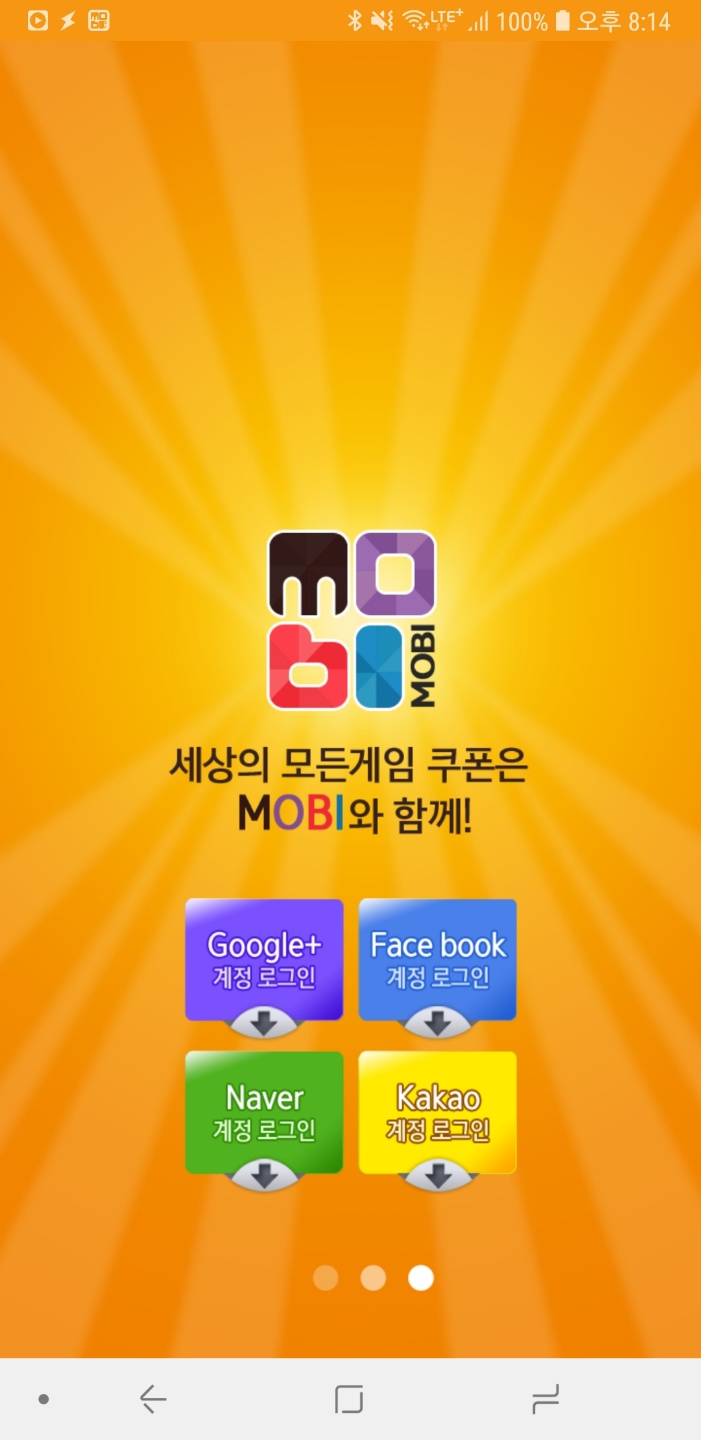 LTE+ 100% 오후 8:14
mobi
MOBI
세상의 모든게임 쿠폰은
MOBI와 함께!
Google+
계정 로그인
Face book
계정 로그인
Naver
계정 로그인
Kakao
계정 로그인